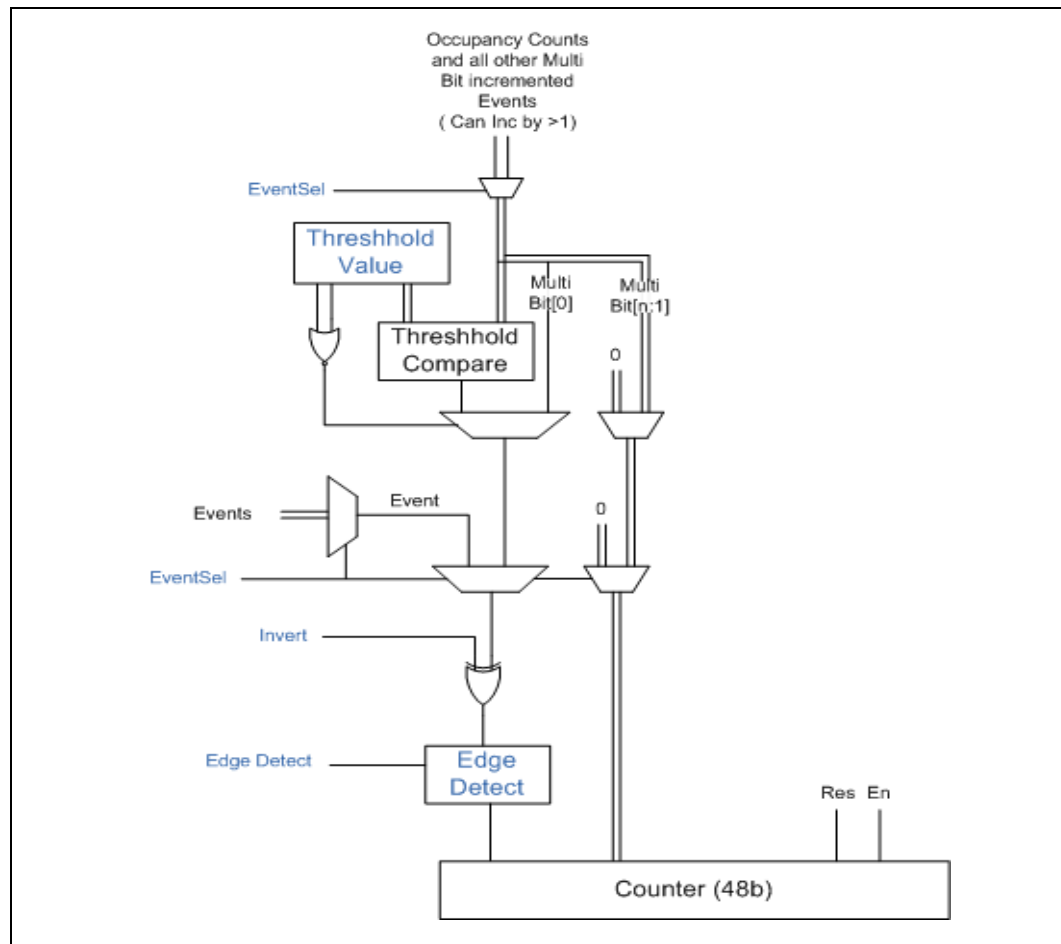 Occupancy Counts
and all other Multi
Bit incremented
Events
( Can Inc by >1)
EventSel
Threshhold
Value
Multi
Bit[0]
Multi
Bit[n:1]
Threshhold
Compare
0
Events
Event
0
EventSel
Invert
Edge Detect
Edge
Detect
Res En
Counter (48b)